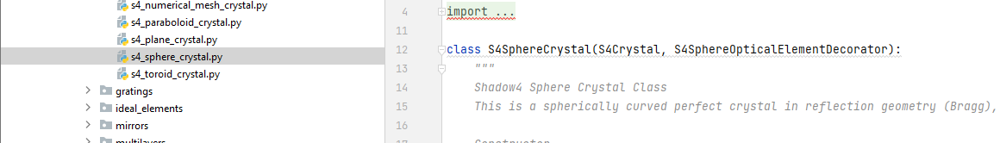 s4_numerical_mesh_crystal.py
s4_paraboloid_crystal.py
s4_plane_crystal.py
s4_sphere_crystal.py
s4_toroid_crystal.py
gratings
ideal_elements
mirrors
multilayers
4 import ...
11
12 class S4SphereCrystal(S4Crystal, S4SphereOpticalElementDecorator):
13 """
14 Shadow4 Sphere Crystal Class
15 This is a spherically curved perfect crystal in reflection geometry (Bragg),
16
17 Constructor